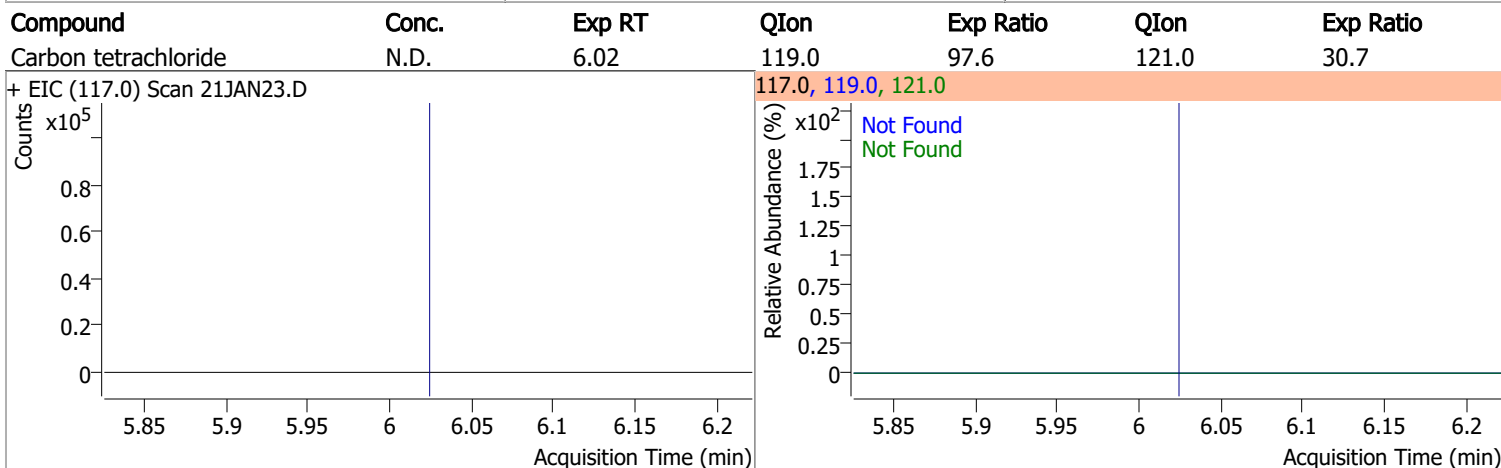 Compound Conc. Exp RT QIon Exp Ratio QIon Exp Ratio
Carbon tetrachloride N.D. 6.02 119.0 97.6 121.0 30.7
+ EIC (117.0) Scan 21JAN23.D
Counts
x10⁵
0.8
0.6
0.4
0.2
0
5.85 5.9 5.95 6 6.05 6.1 6.15 6.2
Acquisition Time (min)
117.0, 119.0, 121.0
Relative Abundance (%)
x10²
Not Found
Not Found
1.75
1.5
1.25
1
0.75
0.5
0.25
0
5.85 5.9 5.95 6 6.05 6.1 6.15 6.2
Acquisition Time (min)